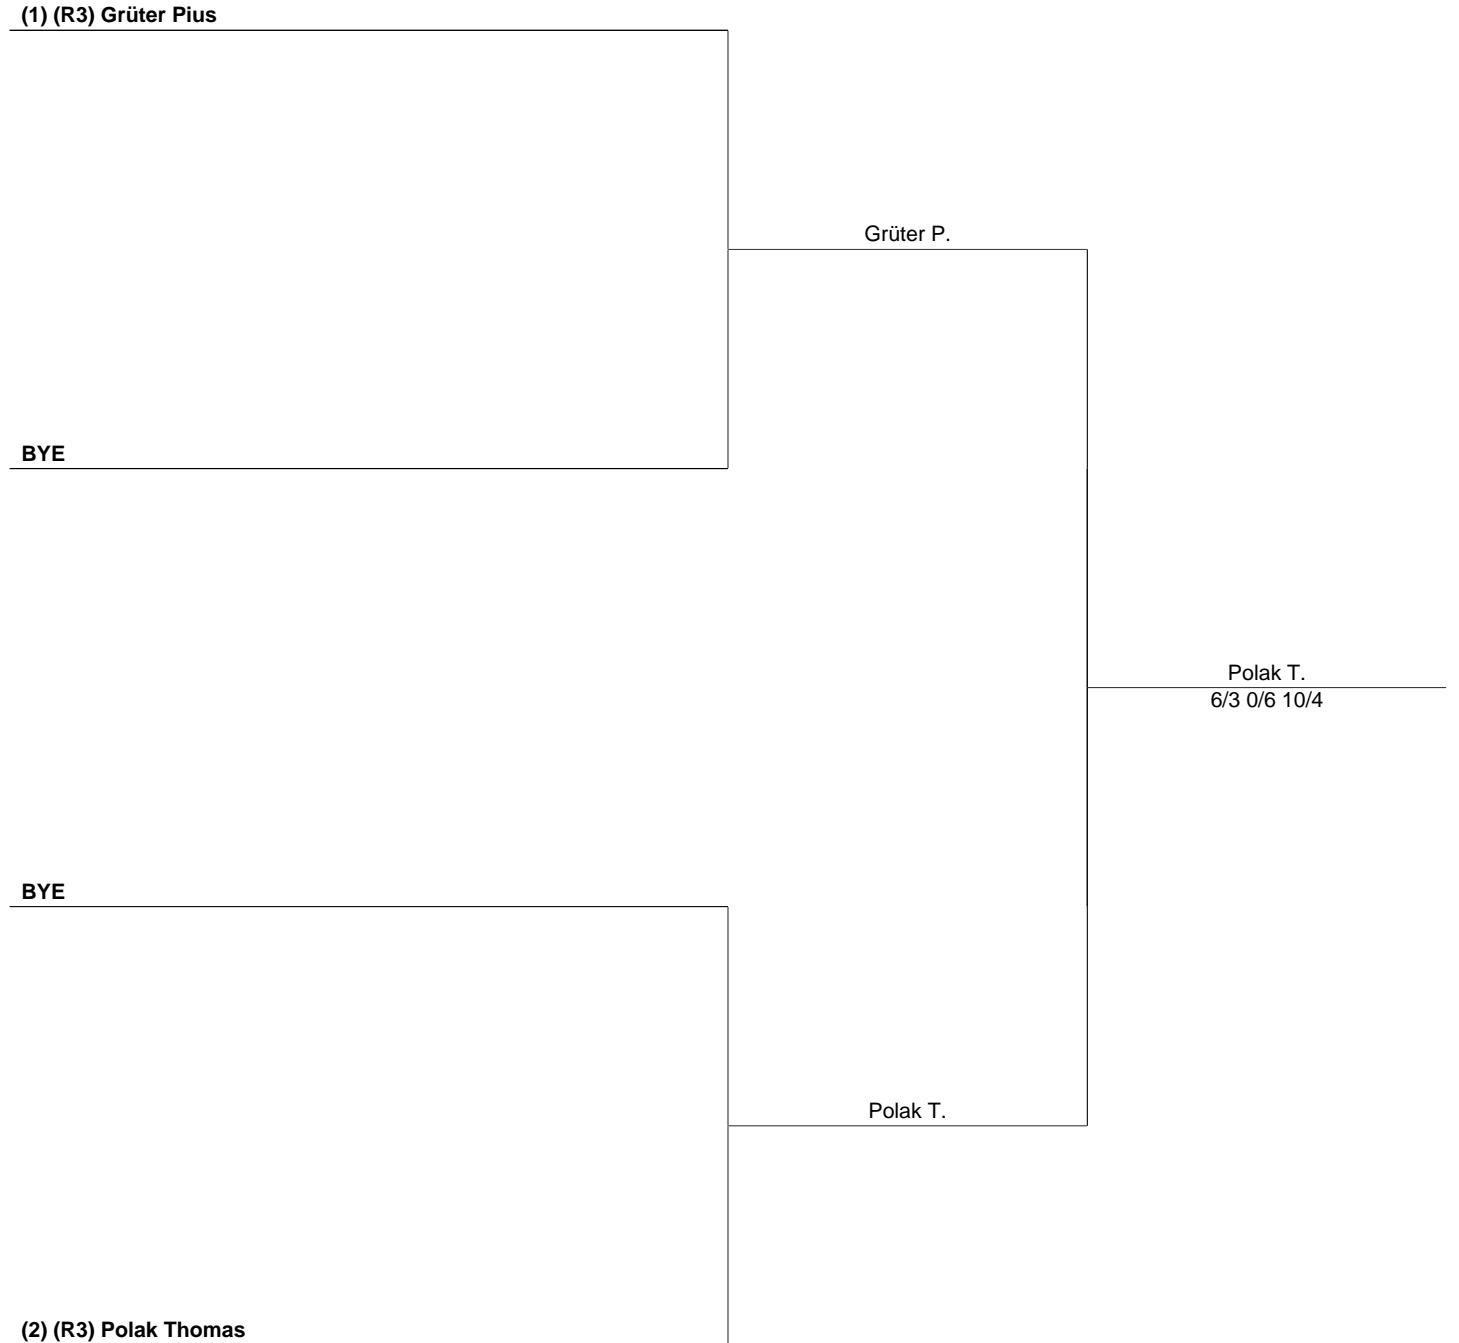 (1) (R3) Grüter Pius
Grüter P.
BYE
Polak T.
6/3 0/6 10/4
BYE
Polak T.
(2) (R3) Polak Thomas